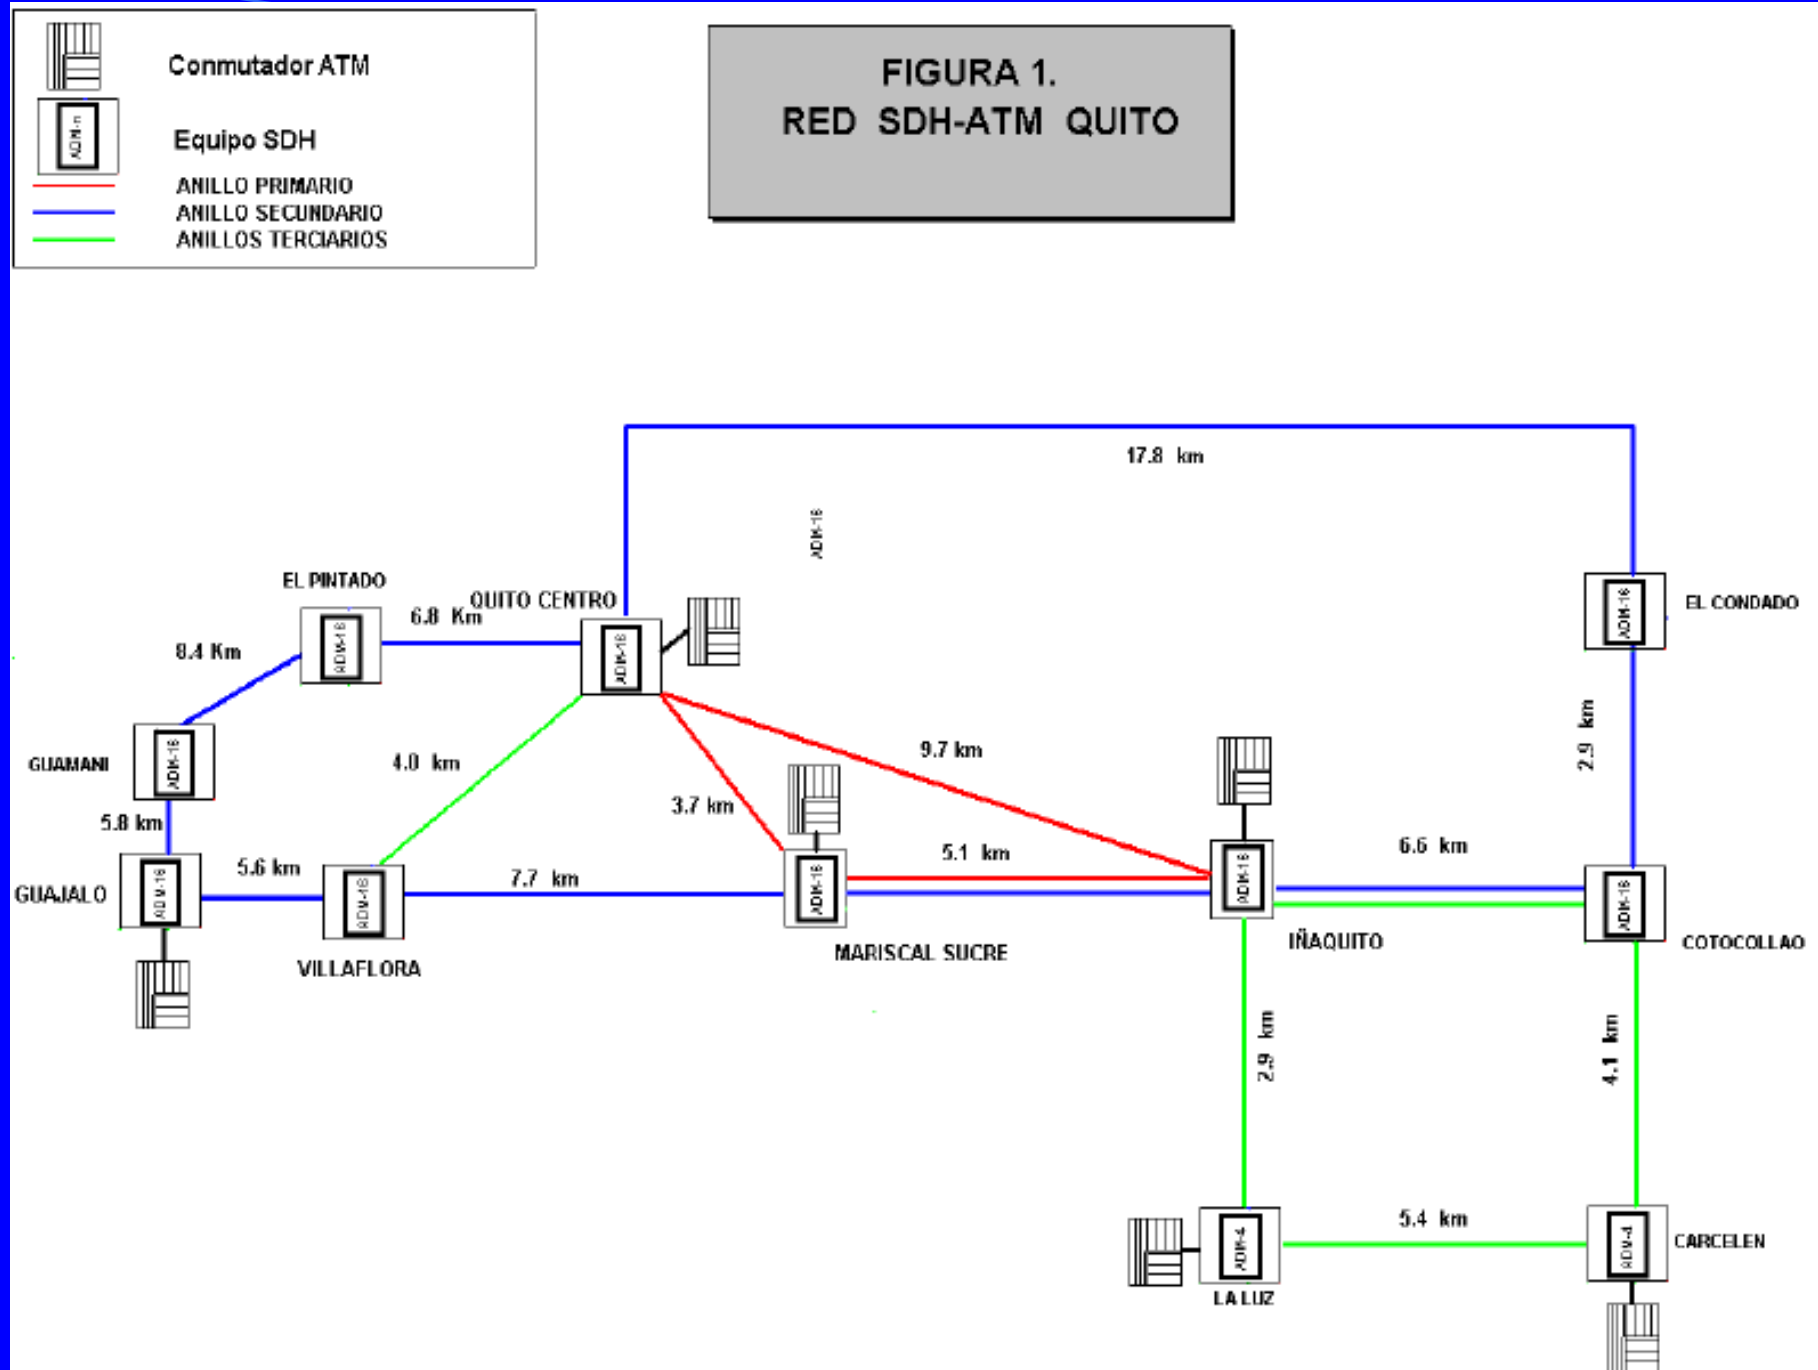 Conmutador ATM
ADM-n
Equipo SDH
ANILLO PRIMARIO
ANILLO SECUNDARIO
ANILLOS TERCIARIOS
FIGURA 1.
RED SDH-ATM QUITO
17.8 km
ADM-16
EL PINTADO
QUITO CENTRO
6.8 Km
EL CONDADO
ADM-16
ADM-16
ADM-16
8.4 Km
2.9 km
GUAMANI
ADM-16
4.0 km
9.7 km
3.7 km
5.8 km
5.6 km
7.7 km
5.1 km
6.6 km
GUAJALO
ADM-16
ADM-16
ADM-16
ADM-16
ADM-16
VILLAFLORA
MARISCAL SUCRE
IÑAQUITO
COTOCOLLAO
2.9 km
4.1 km
5.4 km
ADM-4
ADM-4
CARCELEN
LA LUZ